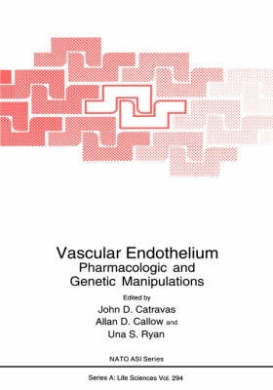 Vascular Endothelium
Pharmacologic and
Genetic Manipulations
Edited by
John D. Catravas
Allan D. Callow and
Una S. Ryan
NATO ASI Series
Series A: Life Sciences Vol. 294